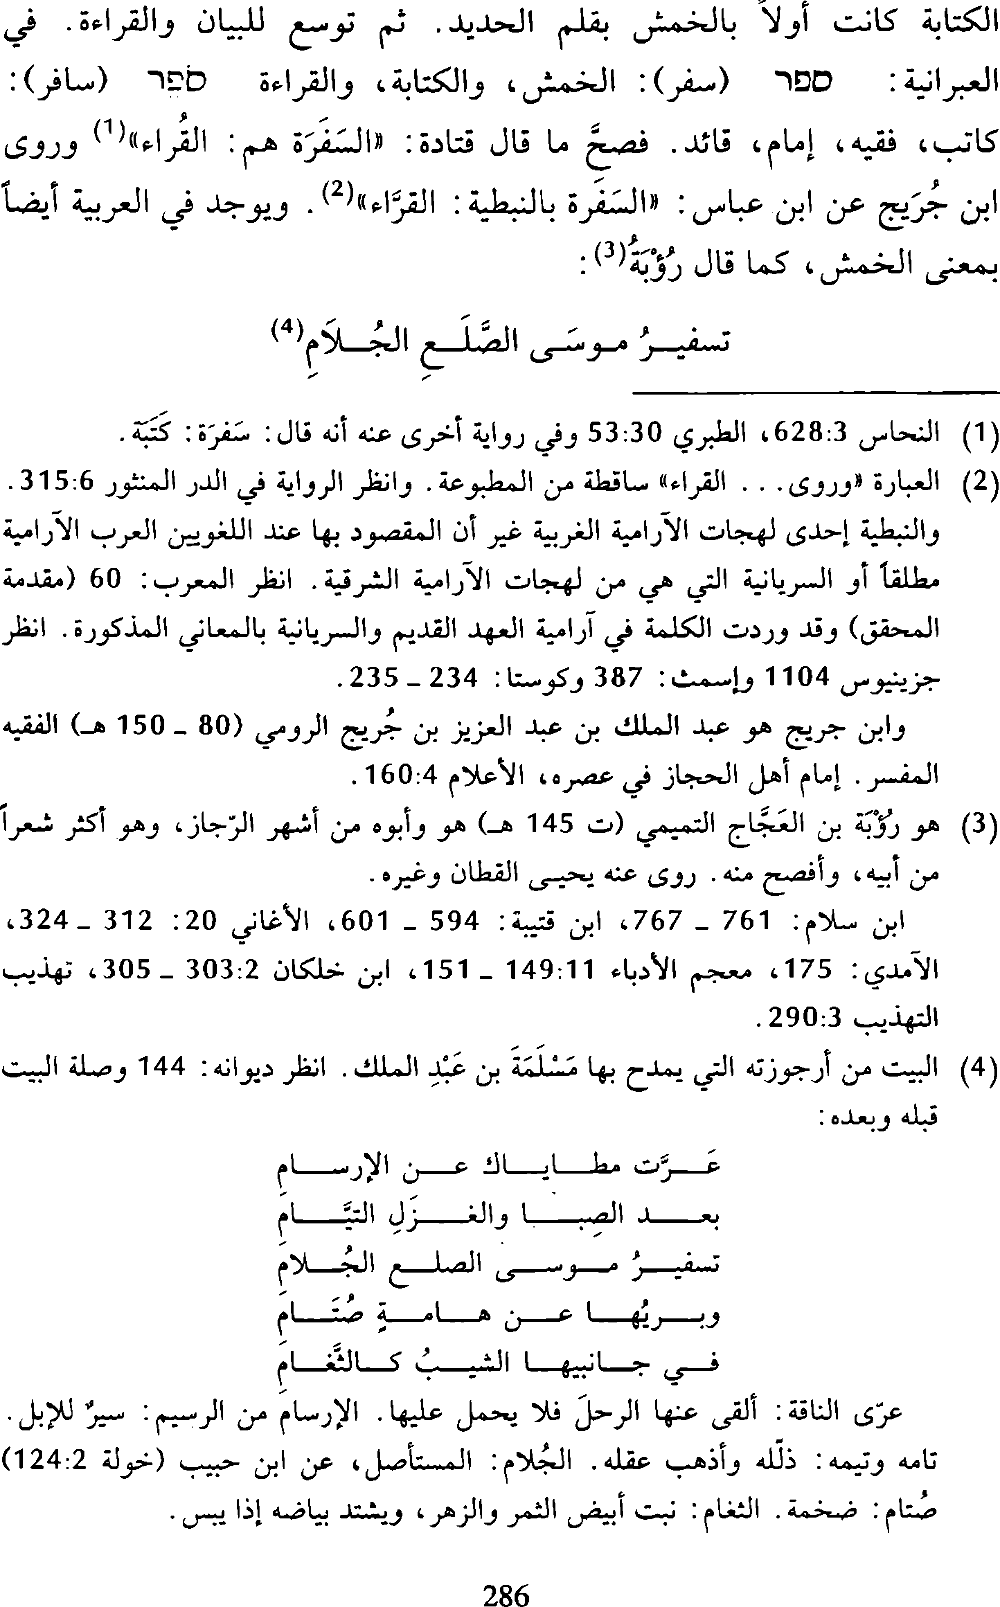 الكتابة كانت أولاً بالخمش بقلم الحديد. ثم توسع للبيان والقراءة. في
العبرانية: ספר (سفر): الخمش، والكتابة، والقراءة סֹפֵר (سافر):
كاتب، فقيه، إمام، قائد. فصحَّ ما قال قتادة: «السَفَرَة هم: القُراء»(1) وروى
ابن جُرَيج عن ابن عباس: «السَفَرة بالنبطية: القرَّاء»(2). ويوجد في العربية أيضاً
بمعنى الخمش، كما قال رُؤْبَةُ(3):
تسفيـرُ مـوسَـى الصَّلَـعِ الجُـلاَمِ(4)
(1) النحاس 628:3، الطبري 53:30 وفي رواية أخرى عنه أنه قال: سَفَرَة: كَتَبَة.
(2) العبارة «وروى... القراء» ساقطة من المطبوعة. وانظر الرواية في الدر المنثور 315:6.
والنبطية إحدى لهجات الآرامية الغربية غير أن المقصود بها عند اللغويين العرب الآرامية
مطلقاً أو السريانية التي هي من لهجات الآرامية الشرقية. انظر المعرب: 60 (مقدمة
المحقق) وقد وردت الكلمة في آرامية العهد القديم والسريانية بالمعاني المذكورة. انظر
جزينيوس 1104 وإسمث: 387 وكوستا: 234 ـ 235.
وابن جريج هو عبد الملك بن عبد العزيز بن جُريج الرومي (80 ـ 150 هـ) الفقيه
المفسر. إمام أهل الحجاز في عصره، الأعلام 160:4.
(3) هو رُؤْبَة بن العَجَّاج التميمي (ت 145 هـ) هو وأبوه من أشهر الرّجاز، وهو أكثر شعراً
من أبيه، وأفصح منه. روى عنه يحيـى القطان وغيره.
ابن سلام: 761 ـ 767، ابن قتيبة: 594 ـ 601، الأغاني 20: 312 ـ 324،
الآمدي: 175، معجم الأدباء 149:11 ـ 151، ابن خلكان 303:2 ـ 305، تهذيب
التهذيب 290:3.
(4) البيت من أرجوزته التي يمدح بها مَسْلَمَةَ بن عَبْدِ الملك. انظر ديوانه: 144 وصلة البيت
قبله وبعده:
عَـرَّت مطـايـاك عـن الإرسـامِ
بعـد الصِبـا والغـزَلِ التيَّـامِ
تسفيـرُ مـوسـى الصلـع الجُـلامِ
وبـريُهـا عـن هـامـةٍ صُتَـامِ
فـي جـانبيهـا الشيـبُ كـالثَّغـامِ
عرّى الناقة: ألقى عنها الرحلَ فلا يحمل عليها. الإرسام من الرسيم: سيرٌ للإبل.
تامه وتيمه: ذلّله وأذهب عقله. الجُلام: المستأصل، عن ابن حبيب (خولة 124:2)
صُتام: ضخمة. الثغام: نبت أبيض الثمر والزهر، ويشتد بياضه إذا يبس.
286